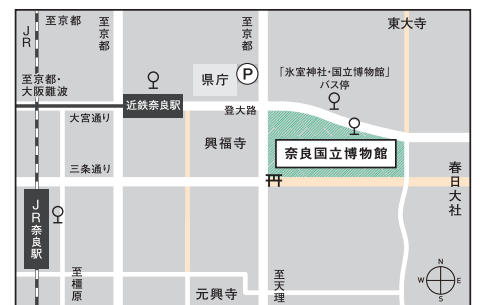 JR
至京都
至京都
至京都
東大寺
「氷室神社・国立博物館」
バス停
県庁
P
至京都・
大阪難波
近鉄奈良駅
登大路
大宮通り
興福寺
奈良国立博物館
三条通り
春日大社
JR奈良駅
至橿原
元興寺
至天理
N
W
E
S